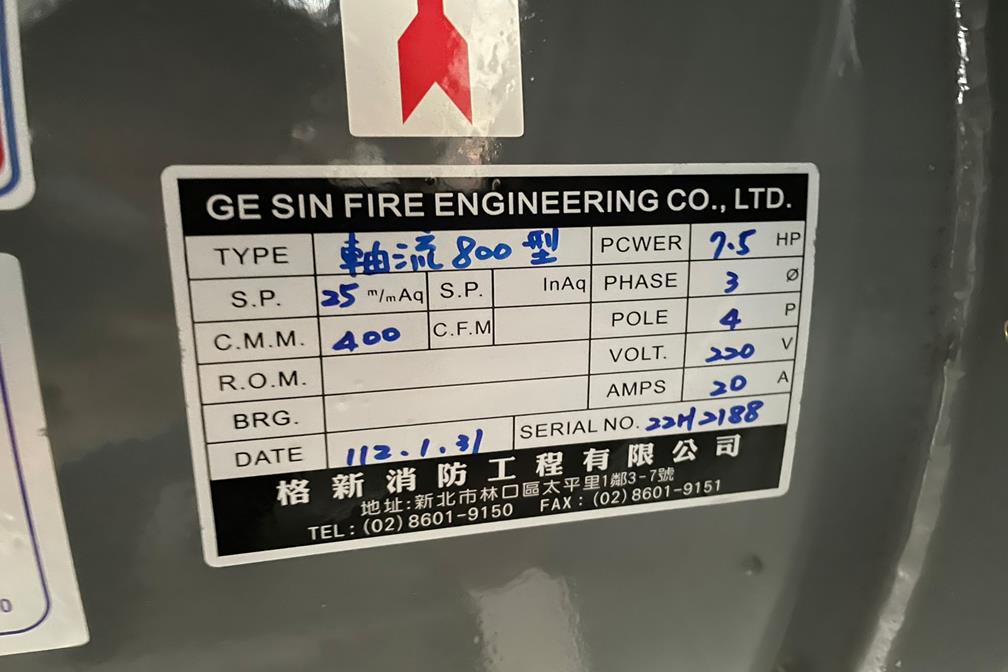 GE SIN FIRE ENGINEERING CO., LTD.
TYPE 軸流800型 PCWER 7.5 HP
S.P. 25 m/mAq S.P. InAq PHASE 3 Ø
C.M.M. 400 C.F.M POLE 4 P
R.O.M. VOLT. 220 V
BRG. AMPS 20 A
DATE 112.1.31 SERIAL NO. 22H2188
格新消防工程有限公司
地址:新北市林口區太平里1鄰3-7號
TEL:(02)8601-9150 FAX:(02)8601-9151
0